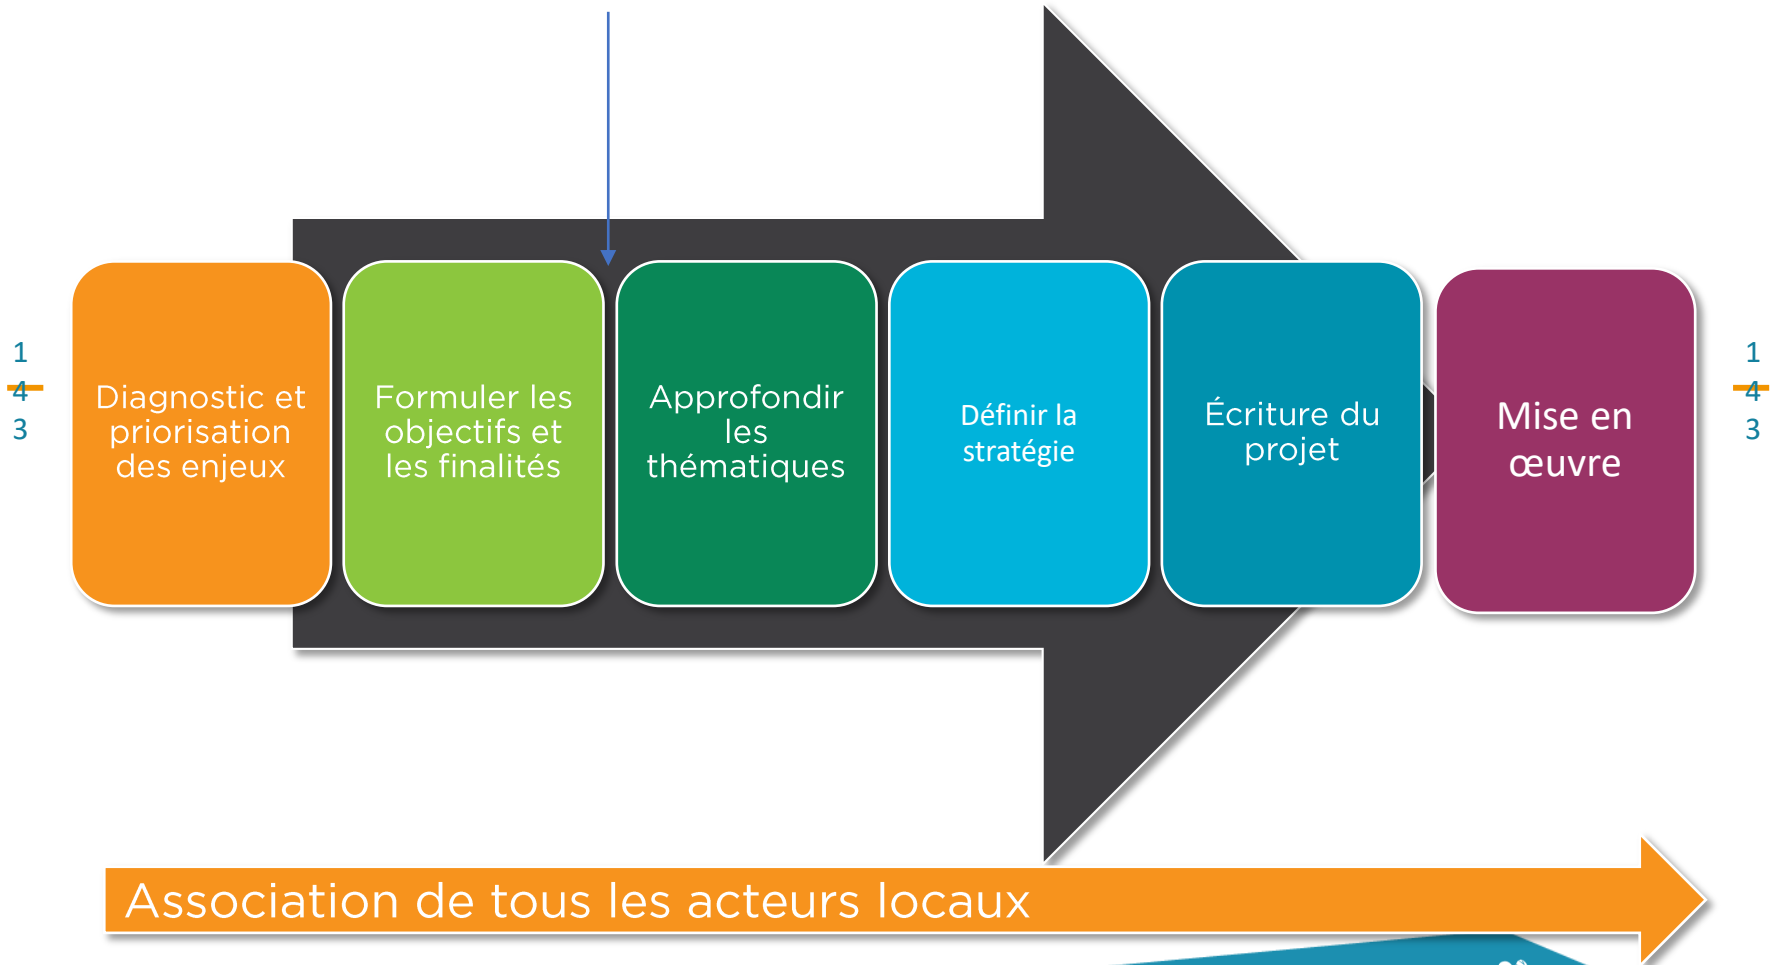 1
4
3
Diagnostic et
priorisation
des enjeux
Formuler les
objectifs et
les finalités
Approfondir
les
thématiques
Définir la
stratégie
Écriture du
projet
Mise en
œuvre
1
4
3
Association de tous les acteurs locaux